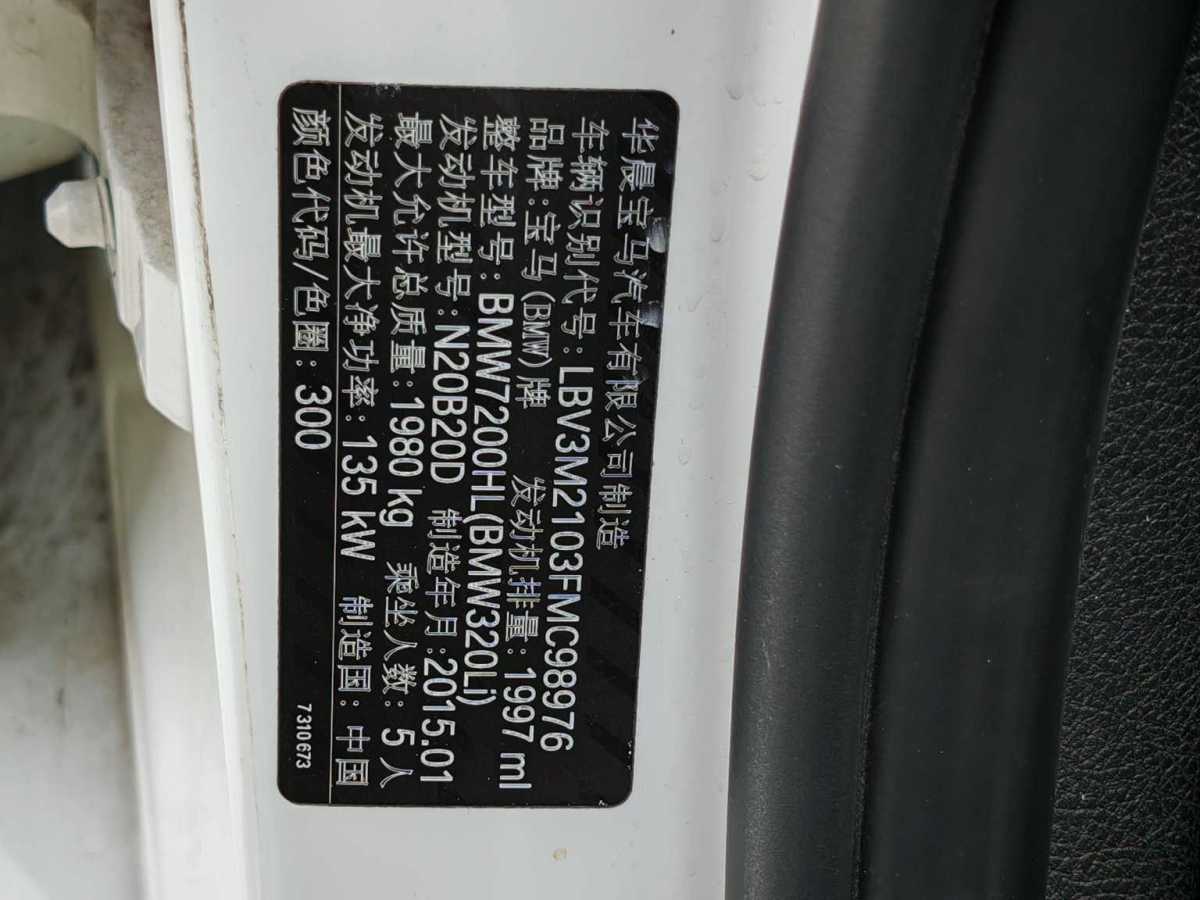 华晨宝马汽车有限公司制造
车辆识别代号:LBV3M2103FMC98976
品牌:宝马(BMW)牌 发动机排量:1997 ml
整车型号:BMW7200HL(BMW320Li)
发动机型号:N20B20D 制造年月:2015.01
最大允许总质量:1980 kg 乘坐人数:5人
发动机最大净功率:135 kW 制造国:中国
颜色代码/色圈:300 7310673